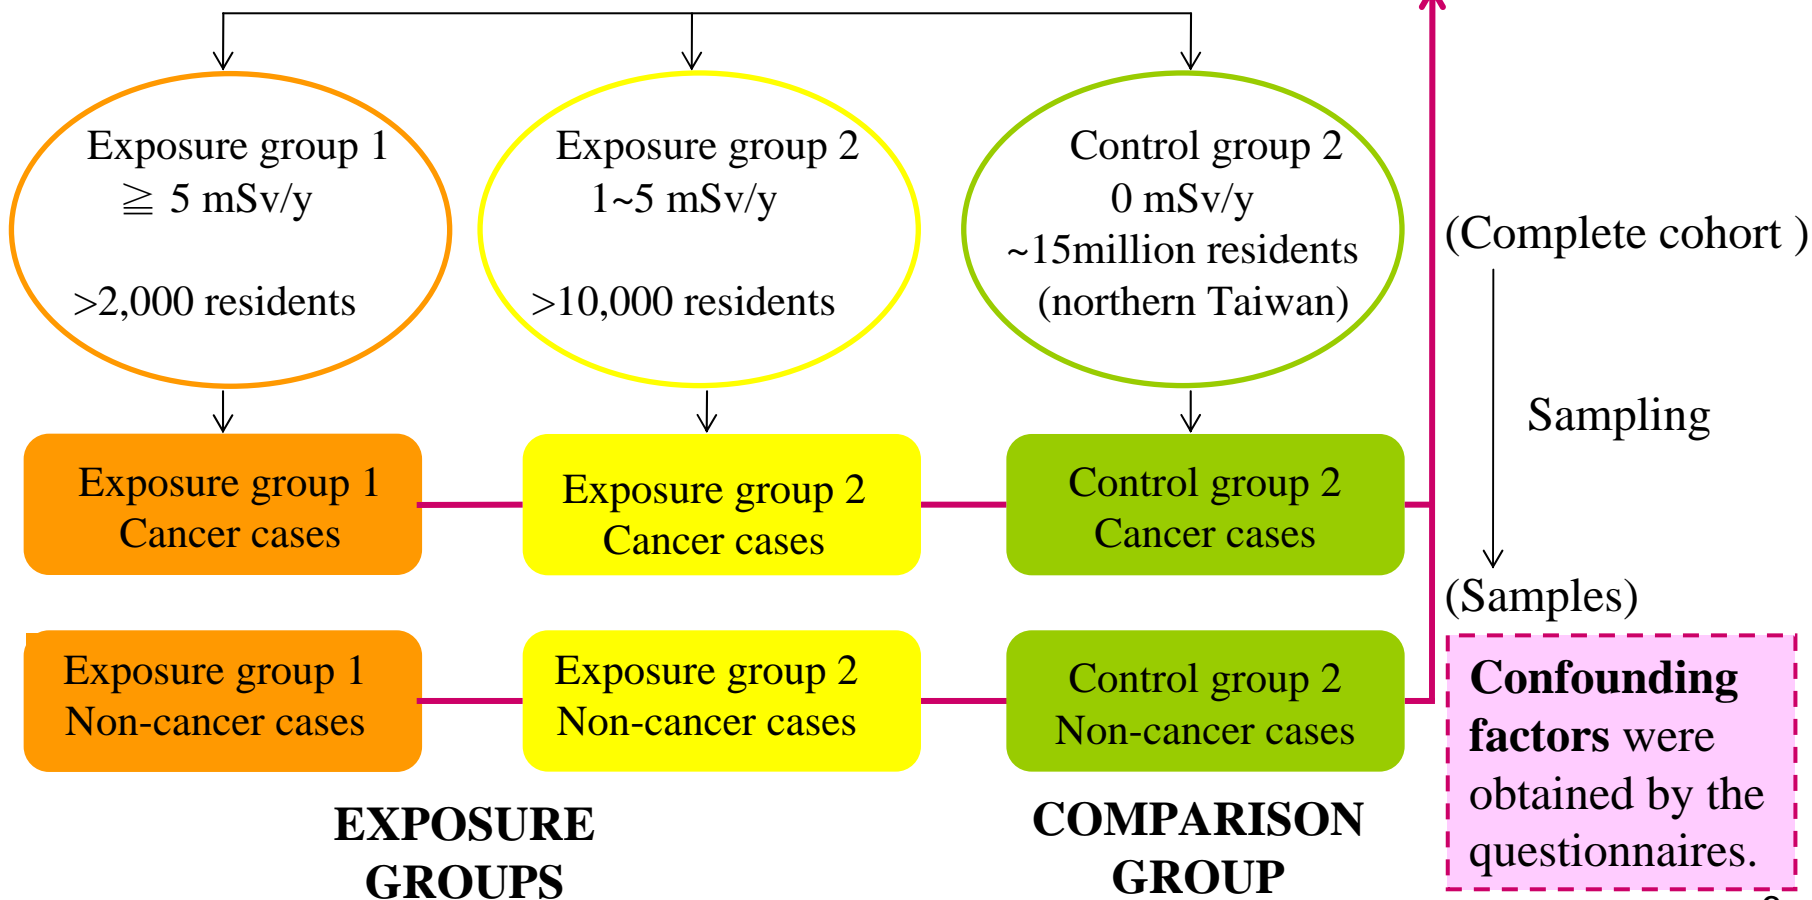 Exposure group 1
≧ 5 mSv/y
>2,000 residents
Exposure group 2
1~5 mSv/y
>10,000 residents
Control group 2
0 mSv/y
~15million residents
(northern Taiwan)
(Complete cohort )
Sampling
(Samples)
Exposure group 1
Cancer cases
Exposure group 2
Cancer cases
Control group 2
Cancer cases
Exposure group 1
Non-cancer cases
Exposure group 2
Non-cancer cases
Control group 2
Non-cancer cases
Confounding
factors were
obtained by the
questionnaires.
EXPOSURE
GROUPS
COMPARISON
GROUP